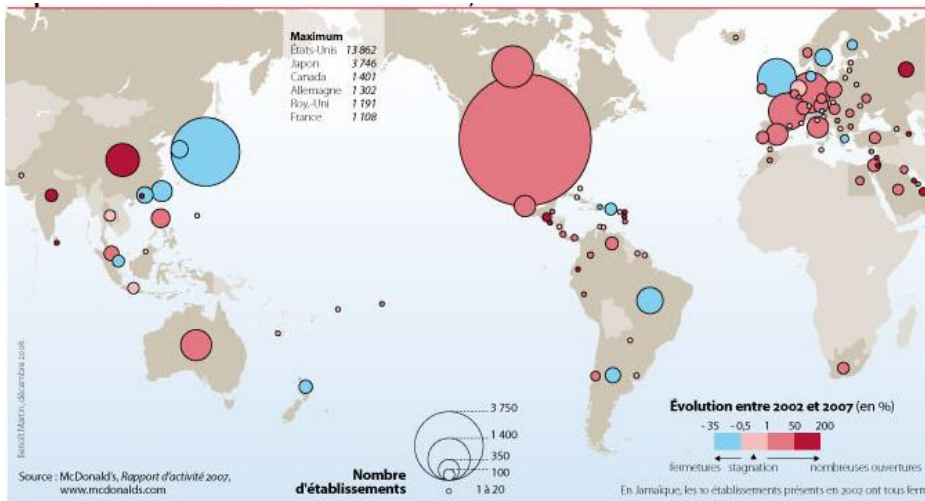 Maximum
États-Unis 13 862
Japon 3 746
Canada 1 401
Allemagne 1 302
Roy.-Uni 1 191
France 1 108
Benoît Martin, décembre 2008
Source : McDonald's, Rapport d'activité 2007,
www.mcdonalds.com
Nombre
d'établissements
3 750
1 400
350
100
1 à 20
Évolution entre 2002 et 2007 (en %)
-35 -0,5 1 50 200
fermetures stagnation nombreuses ouvertures
En Jamaïque, les 10 établissements présents en 2002 ont tous ferm